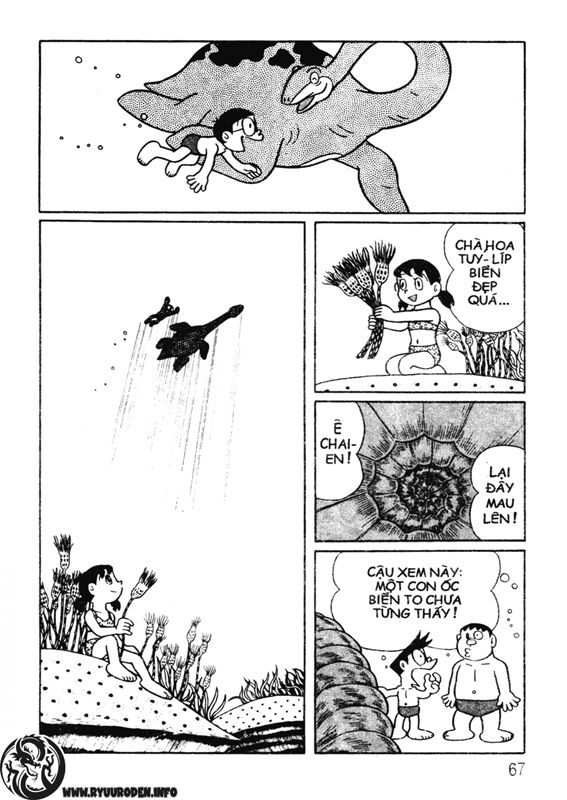 CHÀ HOA
TUY-LÍP
BIỂN
ĐẸP
QUÁ...
Ê
CHAI-
EN!
LẠI
ĐÂY
MAU
LÊN!
CẬU XEM NÀY:
MỘT CON ỐC
BIỂN TO CHƯA
TỪNG THẤY!
67
WWW.RYUURODEN.INFO